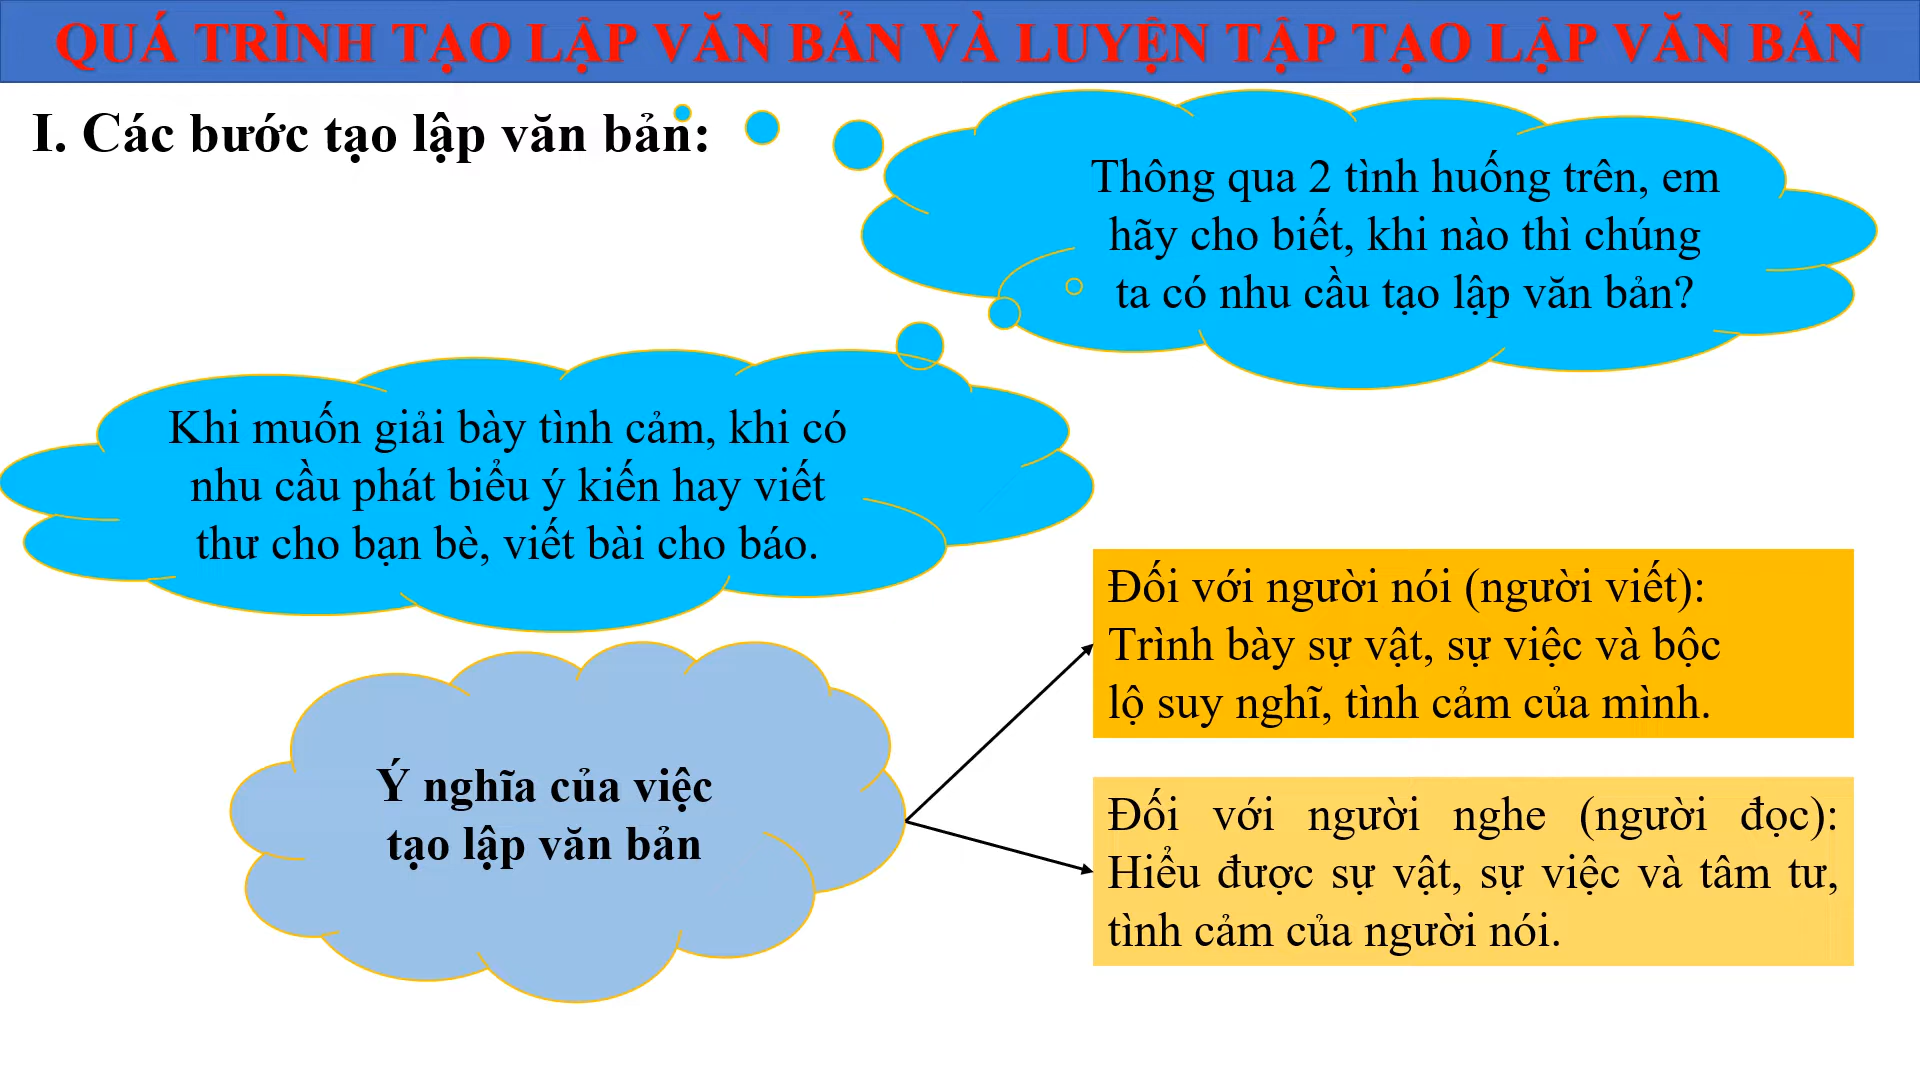 QUÁ TRÌNH TẠO LẬP VĂN BẢN VÀ LUYỆN TẬP TẠO LẬP VĂN BẢN
I. Các bước tạo lập văn bản:
Thông qua 2 tình huống trên, em
hãy cho biết, khi nào thì chúng
ta có nhu cầu tạo lập văn bản?
Khi muốn giải bày tình cảm, khi có
nhu cầu phát biểu ý kiến hay viết
thư cho bạn bè, viết bài cho báo.
Ý nghĩa của việc
tạo lập văn bản
Đối với người nói (người viết):
Trình bày sự vật, sự việc và bộc
lộ suy nghĩ, tình cảm của mình.
Đối với người nghe (người đọc):
Hiểu được sự vật, sự việc và tâm tư,
tình cảm của người nói.